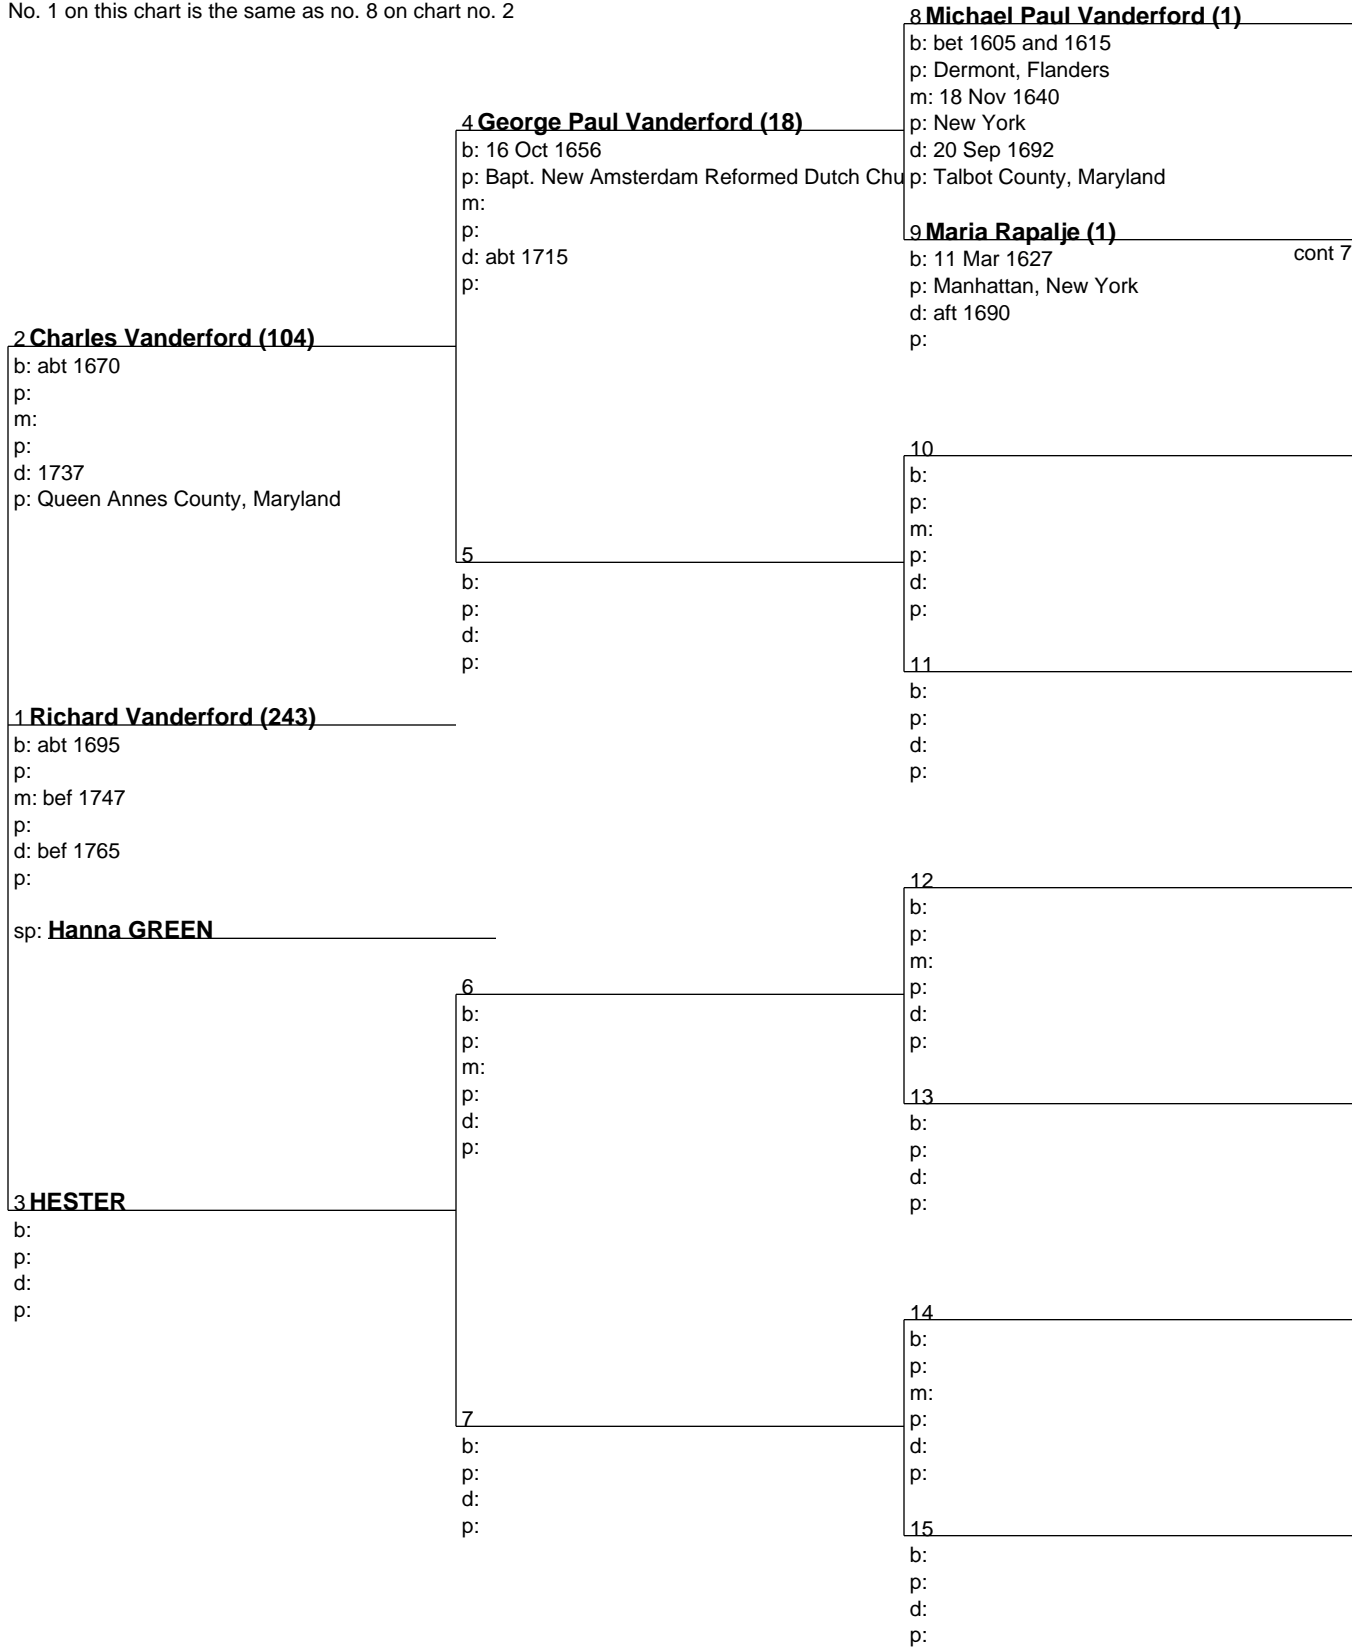 No. 1 on this chart is the same as no. 8 on chart no. 2
8 Michael Paul Vanderford (1)
b: bet 1605 and 1615
p: Dermont, Flanders
m: 18 Nov 1640
p: New York
d: 20 Sep 1692
p: Talbot County, Maryland
4 George Paul Vanderford (18)
b: 16 Oct 1656
p: Bapt. New Amsterdam Reformed Dutch Chu
m:
p:
d: abt 1715
p:
9 Maria Rapalje (1)
cont 7
b: 11 Mar 1627
p: Manhattan, New York
d: aft 1690
p:
2 Charles Vanderford (104)
b: abt 1670
p:
m:
p:
d: 1737
p: Queen Annes County, Maryland
10
b:
p:
m:
p:
d:
p:
5
b:
p:
d:
p:
11
b:
p:
d:
p:
1 Richard Vanderford (243)
b: abt 1695
p:
m: bef 1747
p:
d: bef 1765
p:
sp: Hanna GREEN
12
b:
p:
m:
p:
d:
p:
6
b:
p:
m:
p:
d:
p:
13
b:
p:
d:
p:
3 HESTER
b:
p:
d:
p:
14
b:
p:
m:
p:
d:
p:
7
b:
p:
d:
p:
15
b:
p:
d:
p: